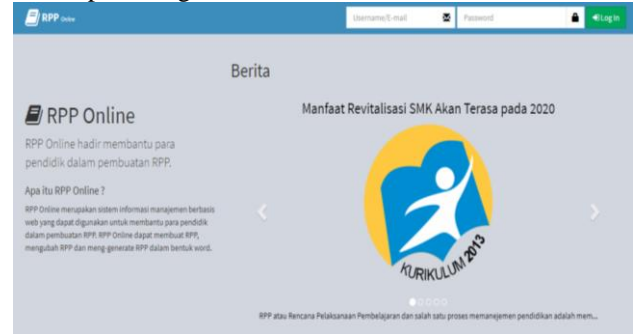 RPP Online
Username/E-mail
Password
Log In
Berita
RPP Online
RPP Online hadir membantu para
pendidik dalam pembuatan RPP.
Apa itu RPP Online ?
RPP Online merupakan sistem informasi manajemen berbasis
web yang dapat digunakan untuk membantu para pendidik
dalam pembuatan RPP. RPP Online dapat membuat RPP,
mengubah RPP dan meng-generate RPP dalam bentuk word.
Manfaat Revitalisasi SMK Akan Terasa pada 2020
KURIKULUM 2013
RPP atau Rencana Pelaksanaan Pembelajaran dan salah satu proses memanejemen pendidikan adalah mem...